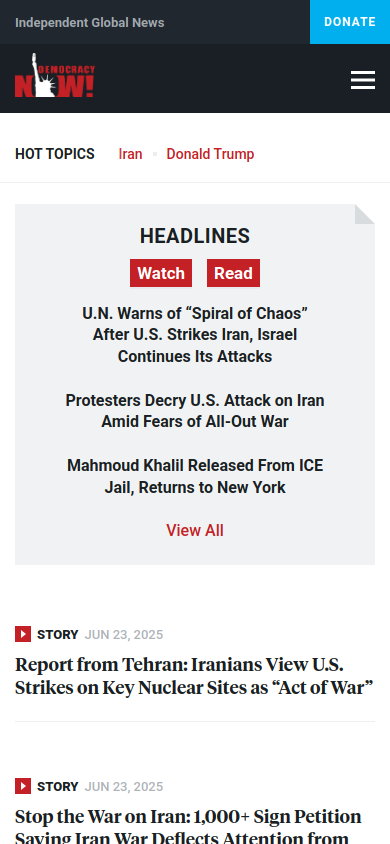 Independent Global News
DONATE
DEMOCRACY
NOW!
HOT TOPICS
Iran
Donald Trump
HEADLINES
Watch
Read
U.N. Warns of “Spiral of Chaos”
After U.S. Strikes Iran, Israel
Continues Its Attacks
Protesters Decry U.S. Attack on Iran
Amid Fears of All-Out War
Mahmoud Khalil Released From ICE
Jail, Returns to New York
View All
STORY JUN 23, 2025
Report from Tehran: Iranians View U.S.
Strikes on Key Nuclear Sites as “Act of War”
STORY JUN 23, 2025
Stop the War on Iran: 1,000+ Sign Petition
Saying Iran War Deflects Attention from